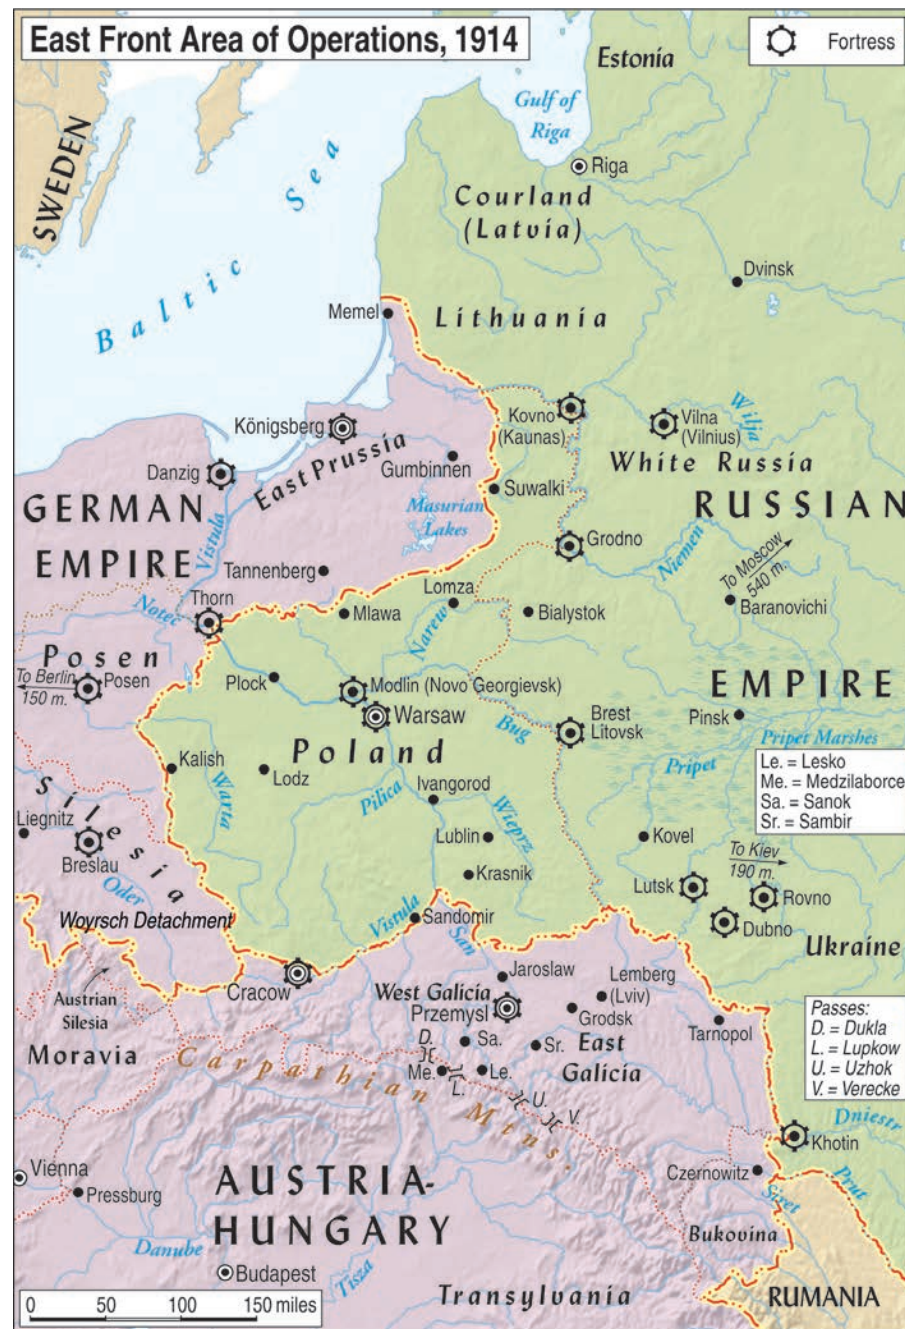 East Front Area of Operations, 1914
Fortress
Estonia
Gulf of
Riga
Riga
SWEDEN
Baltic Sea
Courland
(Latvia)
Dvinsk
Memel
Lithuania
Kovno
(Kaunas)
Vilna
(Vilnius)
Wilja
Königsberg
East Prussia
Gumbinnen
White Russia
Danzig
Suwalki
GERMAN
EMPIRE
Vistula
Masurian
Lakes
RUSSIAN
Grodno
Niemen
To Moscow
540 m.
Tannenberg
Lomza
Baranovichi
Thorn
Notec
Mlawa
Narew
Bialystok
Posen
To Berlin
150 m.
Posen
Plock
Modlin (Novo Georgievsk)
EMPIRE
Warsaw
Bug
Brest
Litovsk
Pinsk
Pripet Marshes
Poland
Pripet
Kalish
Lodz
Warta
Pilica
Ivangorod
Wieprz
Le. = Lesko
Me. = Medzilaborce
Sa. = Sanok
Sr. = Sambir
Silesia
Liegnitz
Breslau
Lublin
Kovel
To Kiev
190 m.
Krasnik
Lutsk
Rovno
Oder
Dubno
Woyrsch Detachment
Vistula
Sandomir
San
Ukraine
Cracow
Jaroslaw
Lemberg
(Lviv)
Austrian
Silesia
West Galicia
Przemysl
Grodsk
Tarnopol
Passes:
D. = Dukla
L. = Lupkow
U. = Uzhok
V. = Verecke
Moravia
Carpathian Mtns.
D.
Sa.
Sr.
East
Galicia
Me.
L.
Le.
U.
V.
Dniestr
Khotin
Vienna
Pressburg
AUSTRIA-
HUNGARY
Czernowitz
Siret
Prut
Danube
Bukovina
Budapest
Tisza
Transylvania
RUMANIA
0 50 100 150 miles